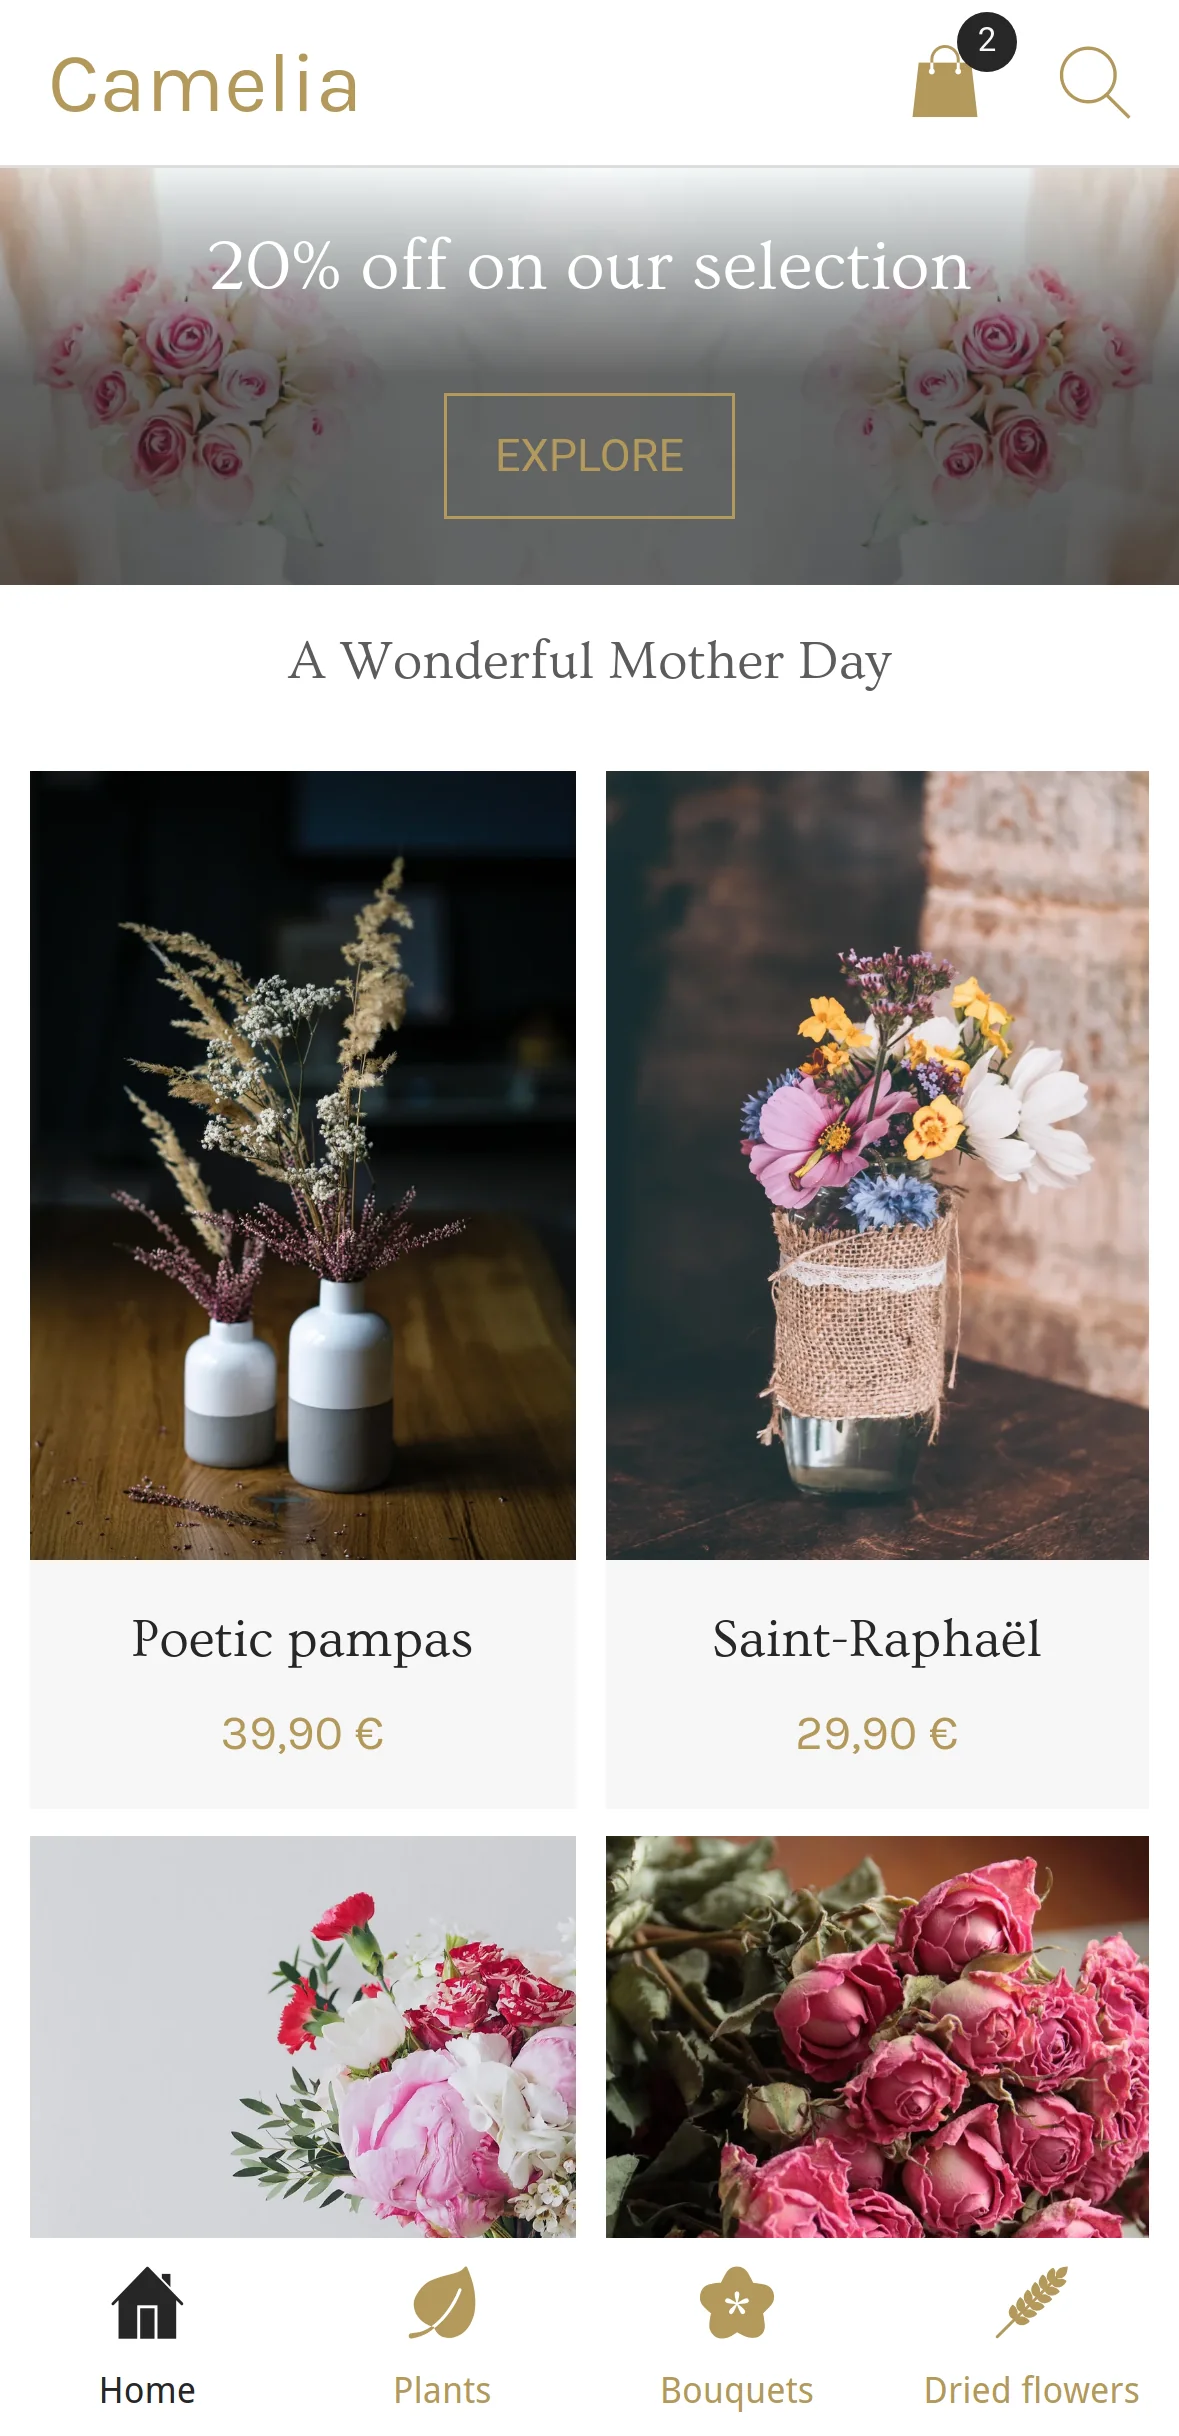 Camelia
2
20% off on our selection
EXPLORE
A Wonderful Mother Day
Poetic pampas
39,90 €
Saint-Raphaël
29,90 €
Home
Plants
Bouquets
Dried flowers